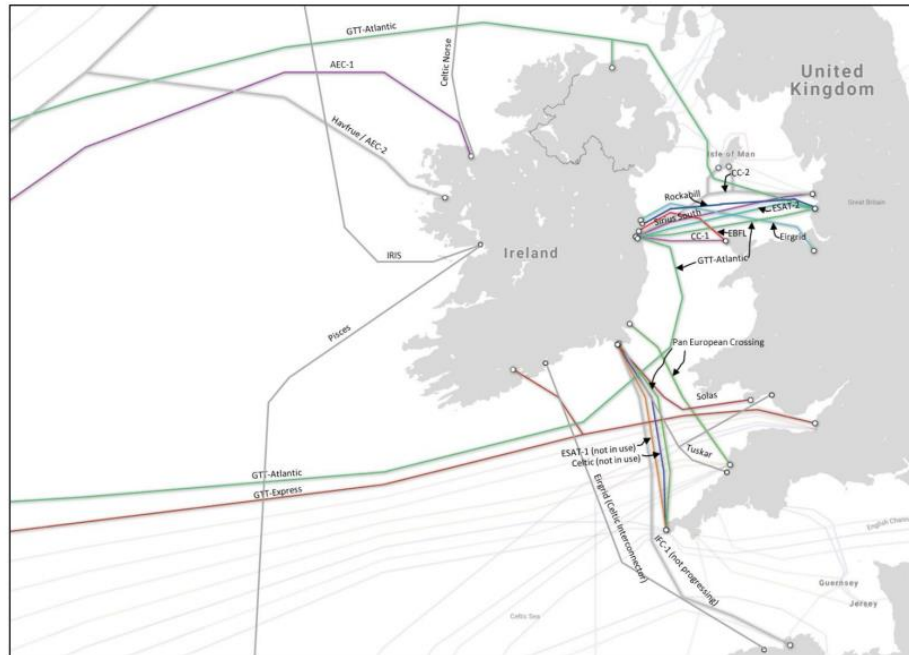 GTT-Atlantic
AEC-1
Celtic Norse
Havfrue / AEC-2
United
Kingdom
Isle of Man
CC-2
Rockabill
Sirius South
ESAT-2
Great Britain
EBFL
Eirgrid
CC-1
GTT-Atlantic
IRIS
Ireland
Pisces
Pan European Crossing
Solas
Tuskar
ESAT-1 (not in use)
Celtic (not in use)
GTT-Atlantic
GTT-Express
Eirgrid (Celtic Interconnector)
IFC-1 (not progressing)
Guernsey
Jersey
Celtic Sea